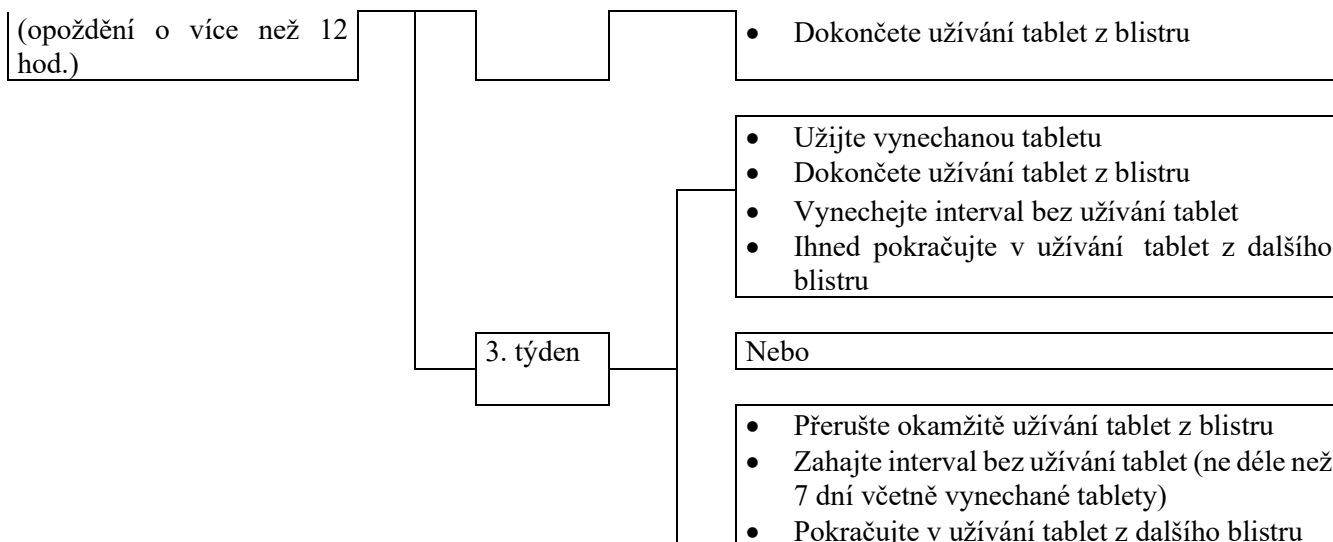 (opoždění o více než 12
hod.)
• Dokončete užívání tablet z blistru
• Užijte vynechanou tabletu
• Dokončete užívání tablet z blistru
• Vynechejte interval bez užívání tablet
• Ihned pokračujte v užívání tablet z dalšího
blistru
3. týden
Nebo
• Přerušte okamžitě užívání tablet z blistru
• Zahajte interval bez užívání tablet (ne déle než
7 dní včetně vynechané tablety)
• Pokračujte v užívání tablet z dalšího blistru